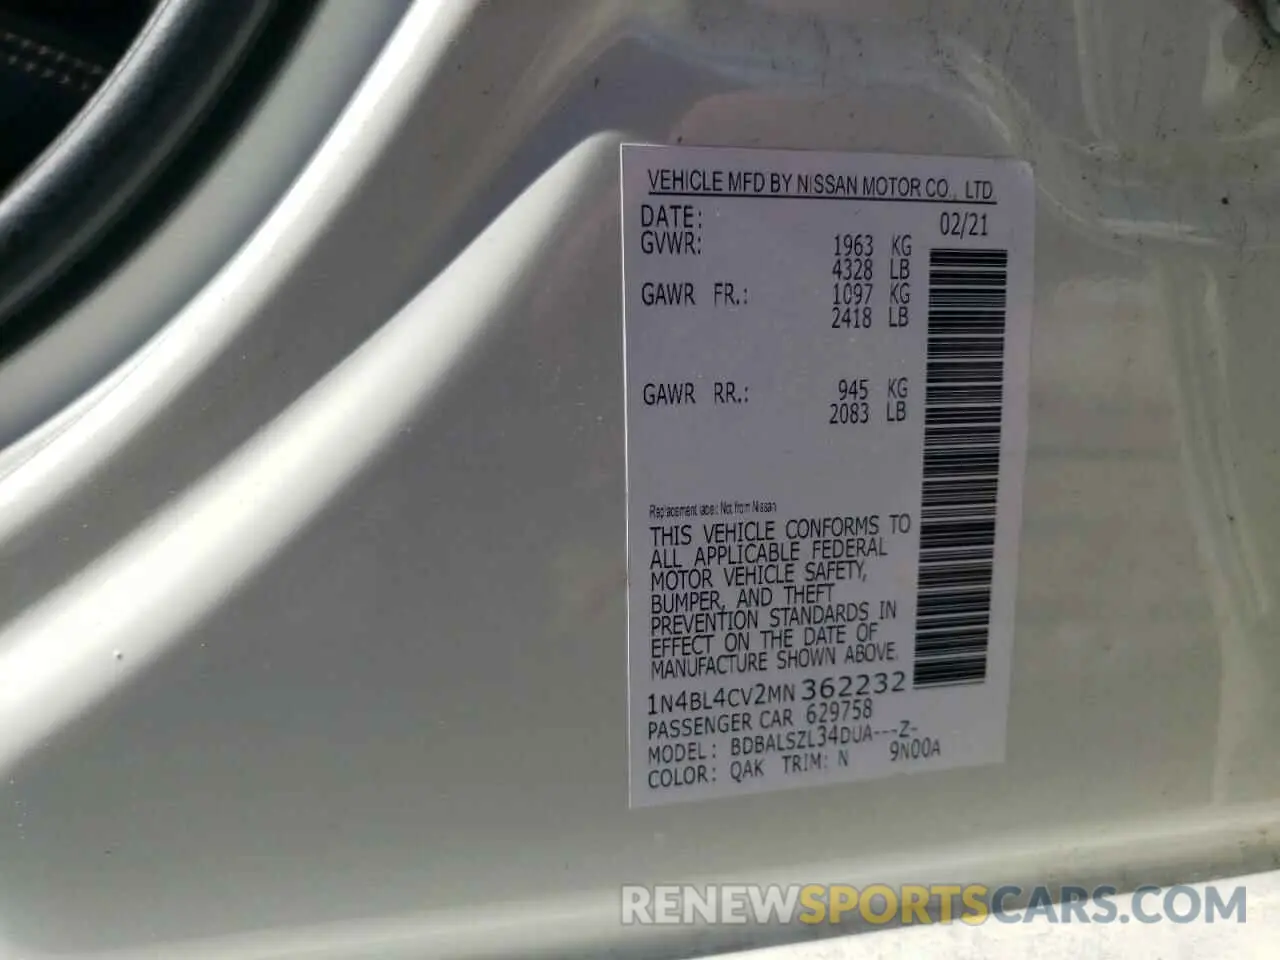 VEHICLE MFD BY NISSAN MOTOR CO., LTD.
DATE: 02/21
GVWR: 1963 KG
4328 LB
GAWR FR.: 1097 KG
2418 LB
GAWR RR.: 945 KG
2083 LB
Replacement label: Not from Nissan
THIS VEHICLE CONFORMS TO
ALL APPLICABLE FEDERAL
MOTOR VEHICLE SAFETY,
BUMPER, AND THEFT
PREVENTION STANDARDS IN
EFFECT ON THE DATE OF
MANUFACTURE SHOWN ABOVE.
1N4BL4CV2MN362232
PASSENGER CAR 629758
MODEL: BDBALSZL34DUA---Z-
COLOR: QAK TRIM: N 9N00A
RENEWSPORTSCARS.COM